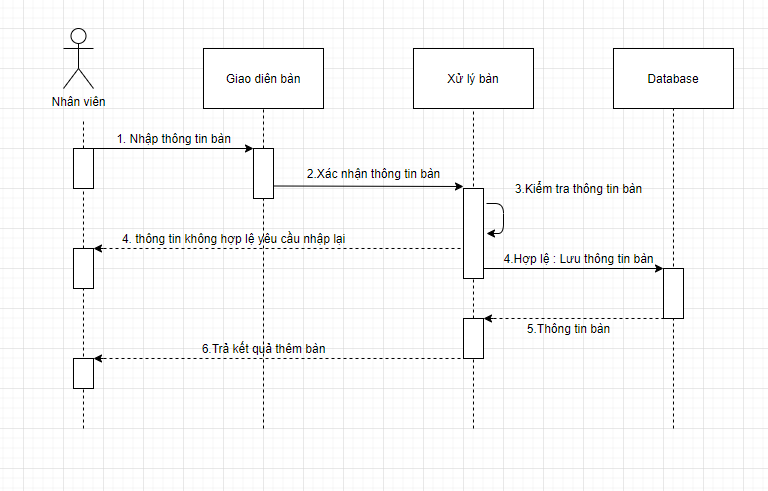 Giao diên bàn
Xử lý bàn
Database
Nhân viên
1. Nhập thông tin bàn
2.Xác nhận thông tin bàn
3.Kiểm tra thông tin bàn
4. thông tin không hợp lệ yêu cầu nhập lại
4.Hợp lệ : Lưu thông tin bàn
5.Thông tin bàn
6.Trả kết quả thêm bàn